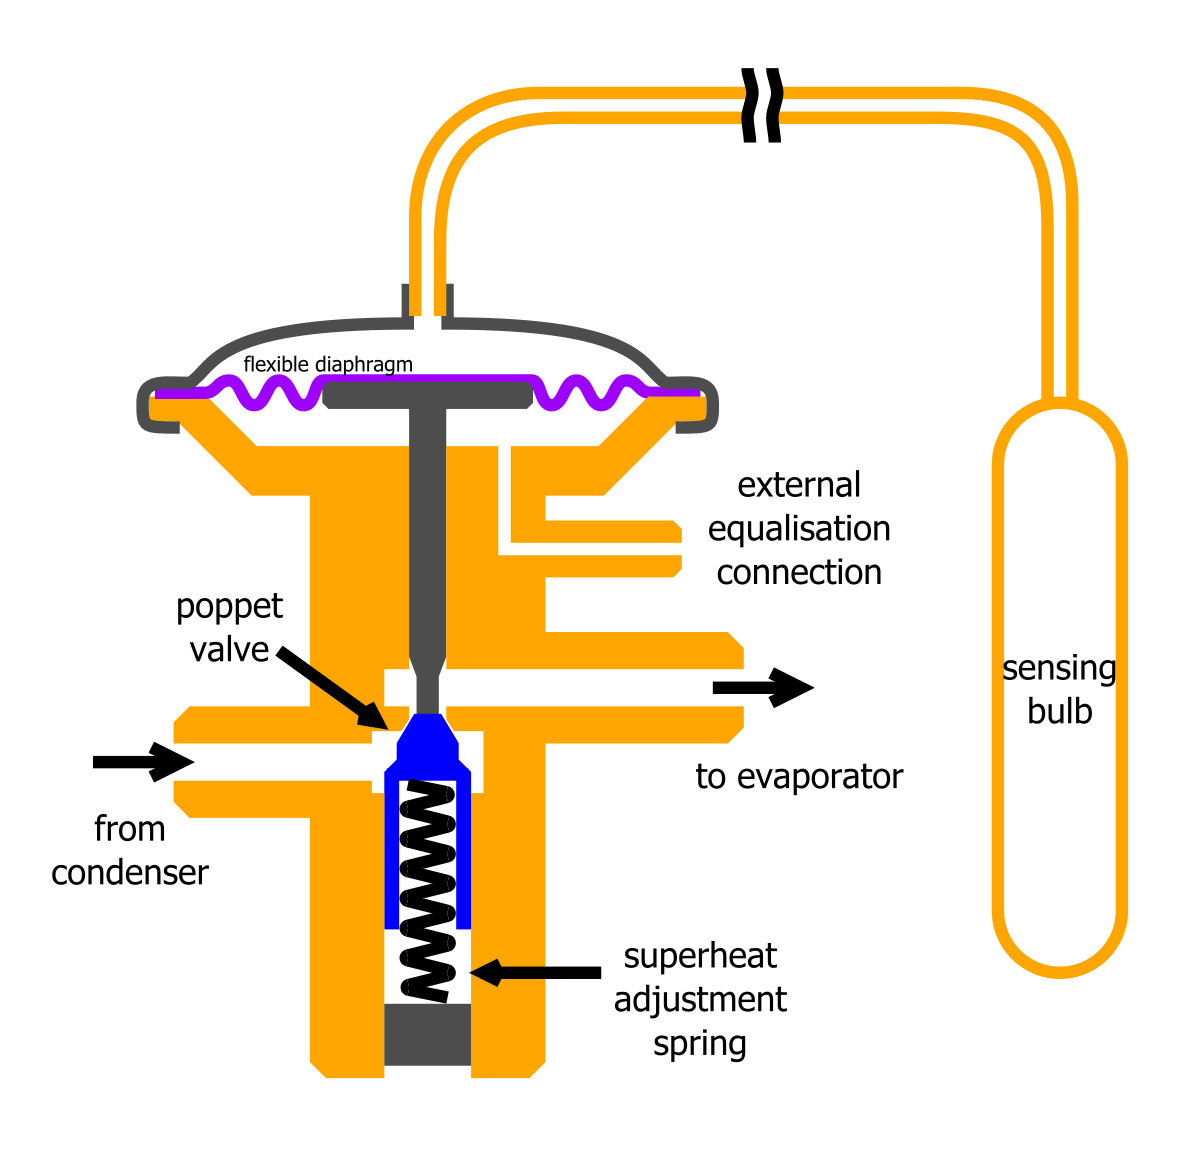 flexible diaphragm
external
equalisation
connection
poppet
valve
sensing
bulb
to evaporator
from
condenser
superheat
adjustment
spring